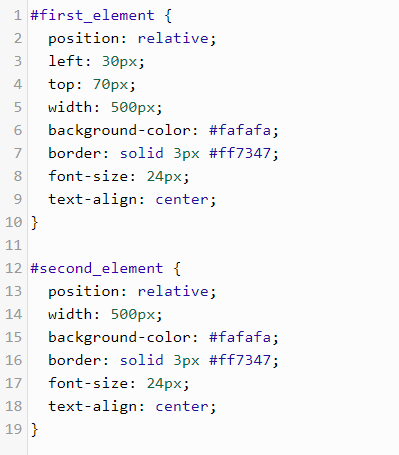 1 #first_element {
2   position: relative;
3   left: 30px;
4   top: 70px;
5   width: 500px;
6   background-color: #fafafa;
7   border: solid 3px #ff7347;
8   font-size: 24px;
9   text-align: center;
10 }
11
12 #second_element {
13   position: relative;
14   width: 500px;
15   background-color: #fafafa;
16   border: solid 3px #ff7347;
17   font-size: 24px;
18   text-align: center;
19 }